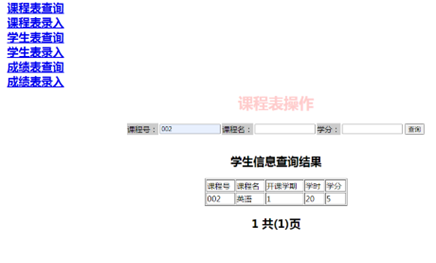 课程表查询
课程表录入
学生表查询
学生表录入
成绩表查询
成绩表录入
课程表操作
课程号： 002 课程名： 学分： 查询
学生信息查询结果
课程号 课程名 开课学期 学时 学分
002 英语 1 20 5
1 共(1)页